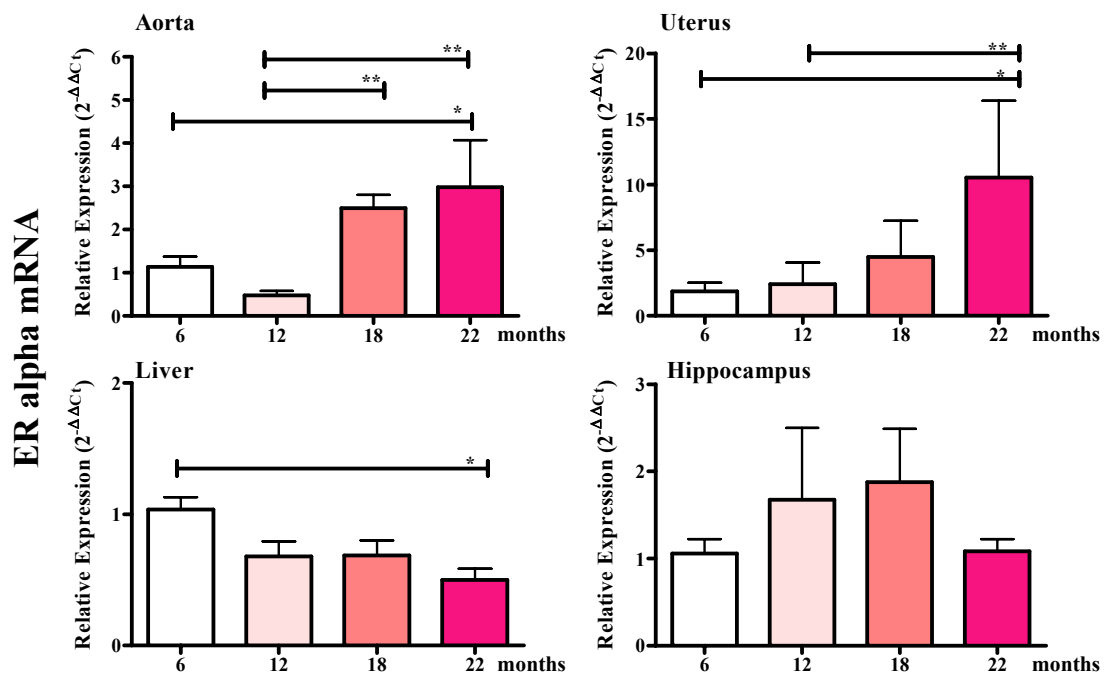 ER alpha mRNA
Aorta
Relative Expression (2-ΔΔCt)
6
5
4
3
2
1
0
**
**
*
6 12 18 22 months
Uterus
Relative Expression (2-ΔΔCt)
20
15
10
5
0
**
*
6 12 18 22 months
Liver
Relative Expression (2-ΔΔCt)
2
1
0
*
6 12 18 22 months
Hippocampus
Relative Expression (2-ΔΔCt)
3
2
1
0
6 12 18 22 months